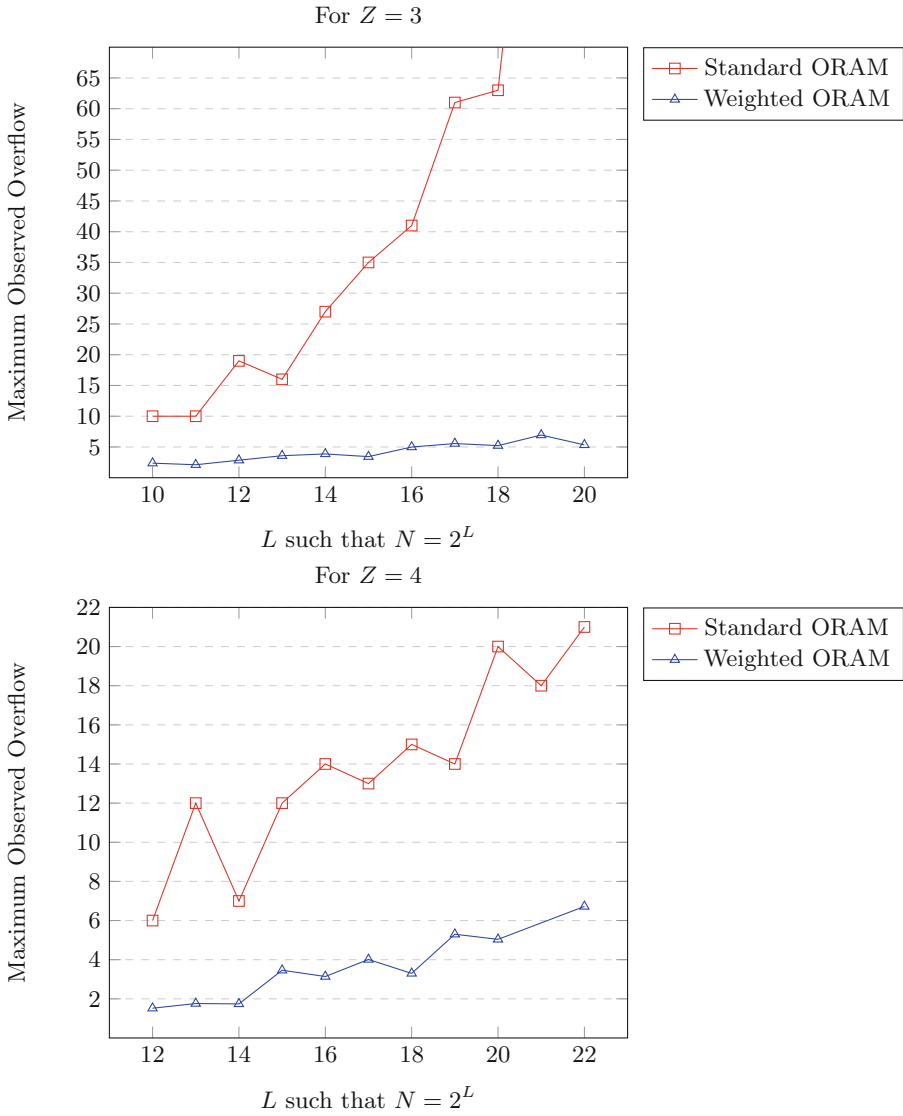 For Z = 3
Maximum Observed Overflow
65
60
55
50
45
40
35
30
25
20
15
10
5
10 12 14 16 18 20
L such that N = 2^L
Standard ORAM
Weighted ORAM
For Z = 4
Maximum Observed Overflow
22
20
18
16
14
12
10
8
6
4
2
12 14 16 18 20 22
L such that N = 2^L
Standard ORAM
Weighted ORAM